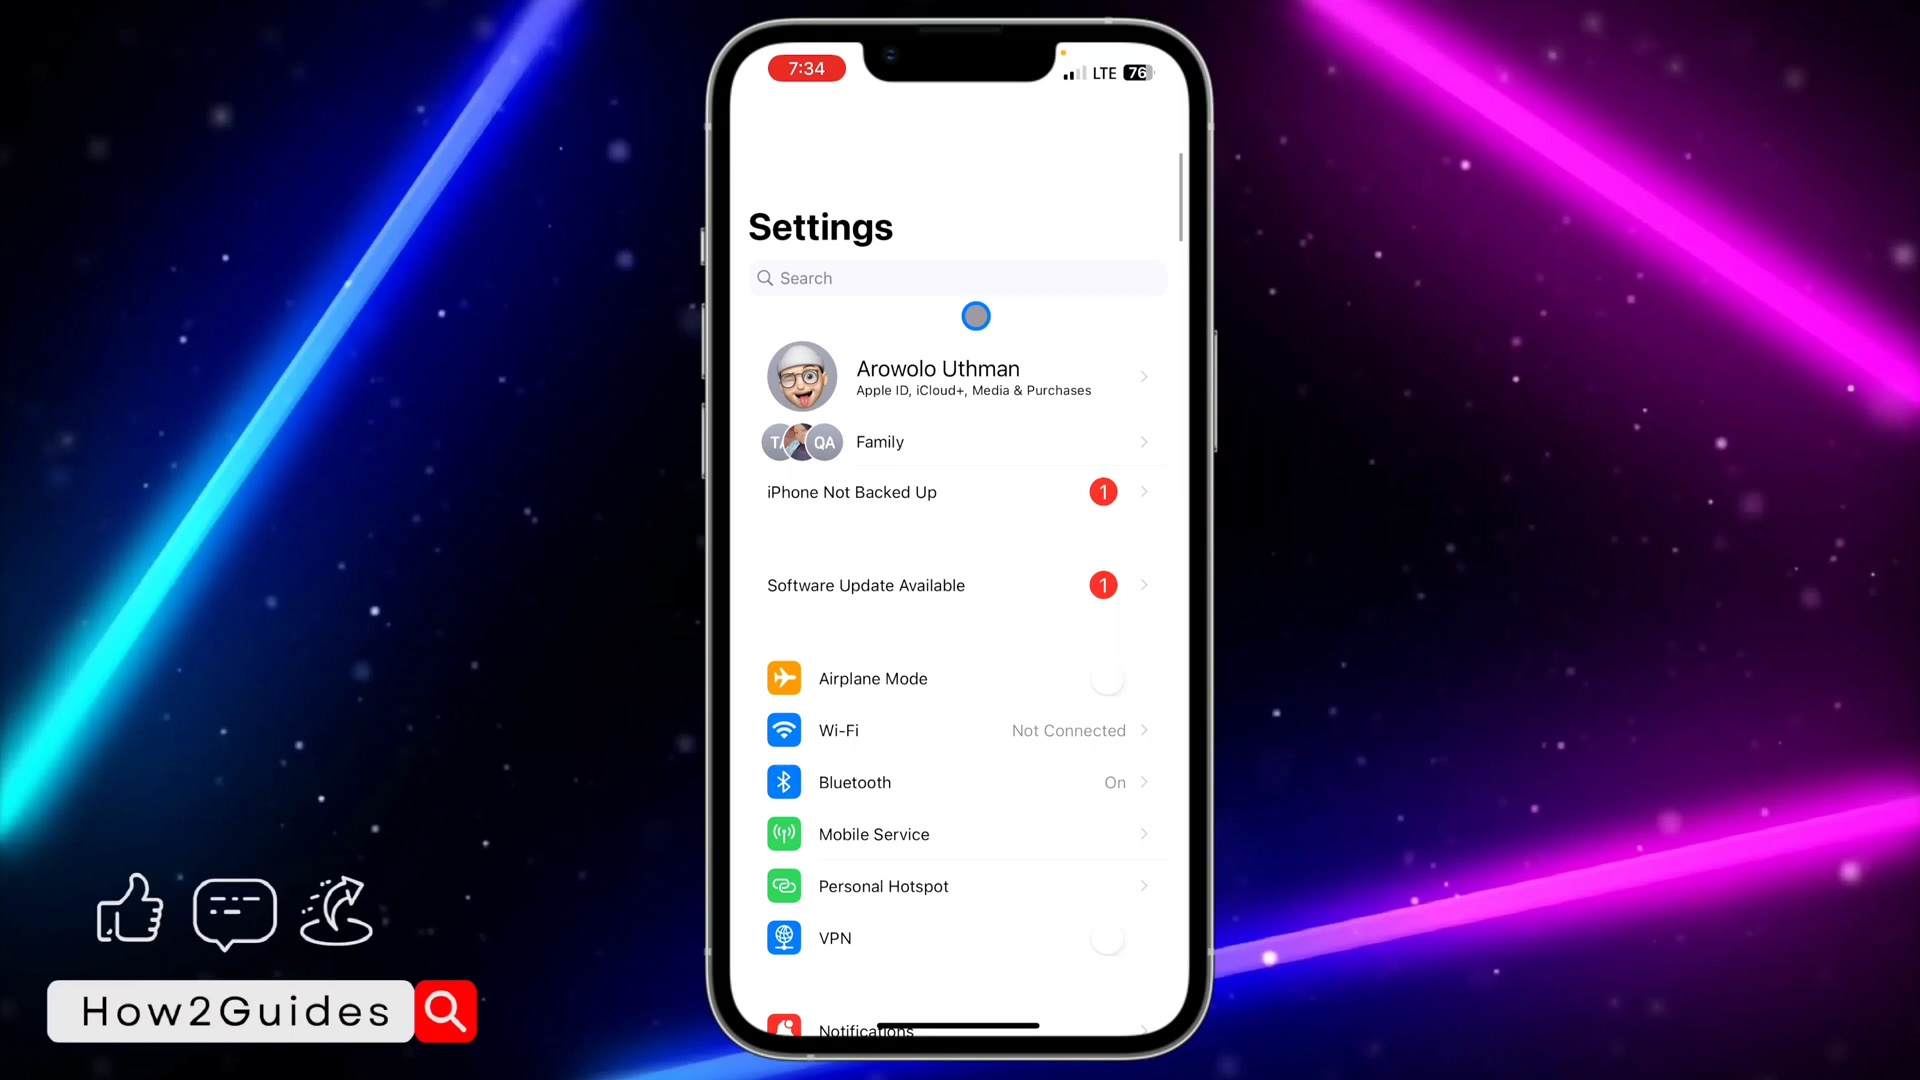 7:34
LTE 76
Settings
Search
Arowolo Uthman
Apple ID, iCloud+, Media & Purchases
QA
Family
iPhone Not Backed Up 1
Software Update Available 1
Airplane Mode
Wi-Fi Not Connected
Bluetooth On
Mobile Service
Personal Hotspot
VPN
Notifications
How2Guides